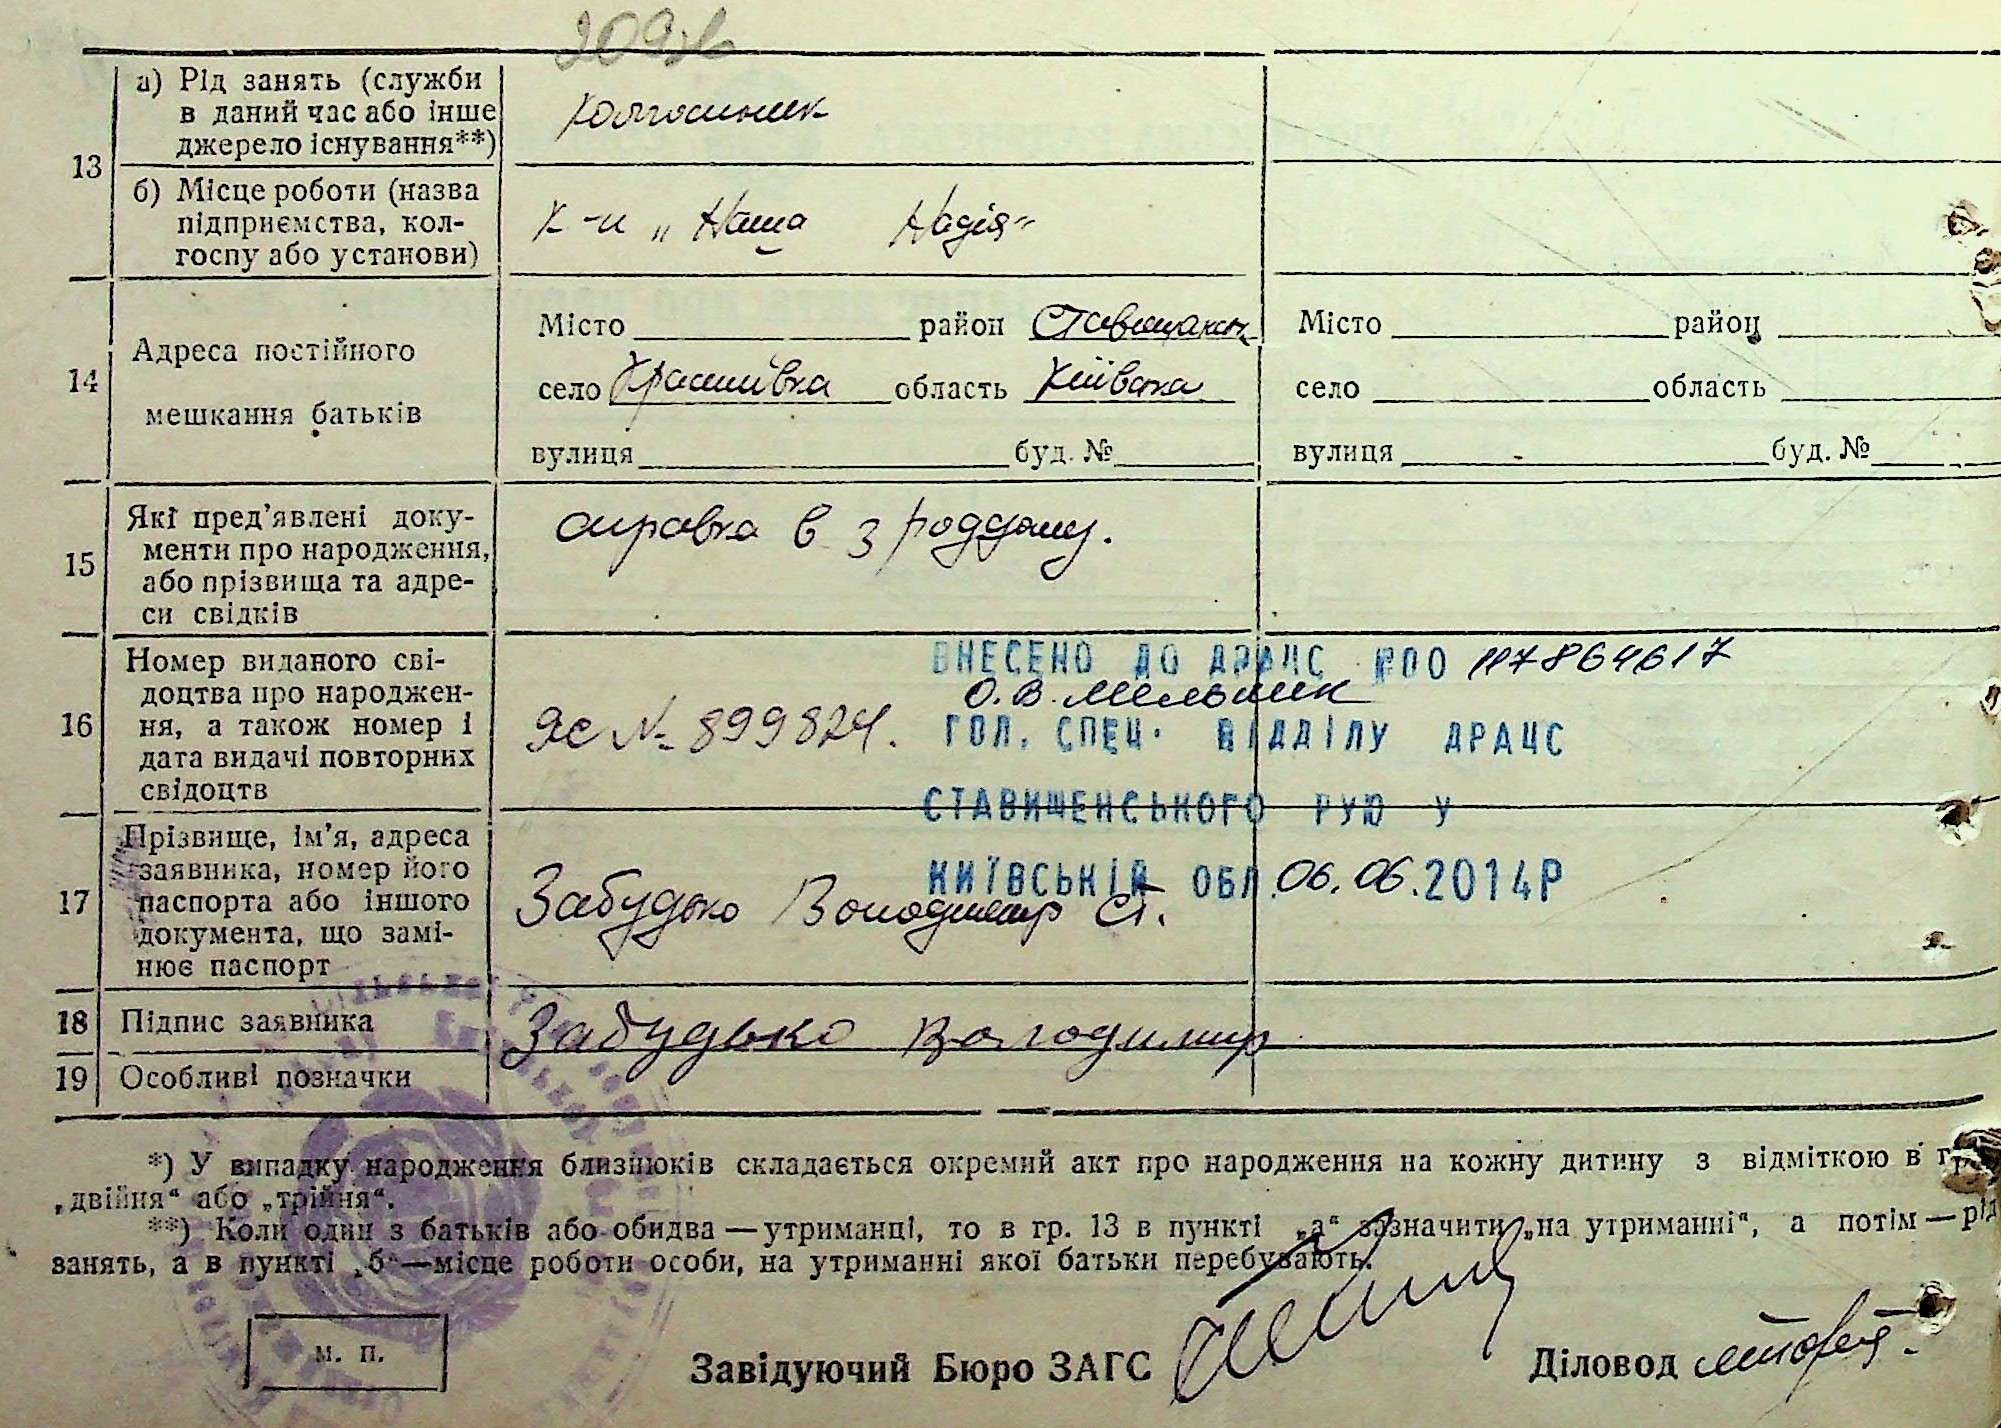 13
а) Рід занять (служби
в даний час або інше
джерело існування**)
колгоспник
б) Місце роботи (назва
підприємства, кол-
госпу або установи)
к-п „Наша Надія“
14
Адреса постійного
мешкання батьків
Місто район Ставищанськ.
село область Київська
вулиця буд. №
Місто район
село область
вулиця буд. №
15
Які пред'явлені доку-
менти про народження,
або прізвища та адре-
си свідків
справка в з роддому.
16
Номер виданого сві-
доцтва про народжен-
ня, а також номер і
дата видачі повторних
свідоцтв
ЯЄ № 899824.
ВНЕСЕНО ДО ДРАЦС РПО 117864617
О.В. Мельник
ГОЛ. СПЕЦ. ВІДДІЛУ ДРАЦС
СТАВИЩЕНСЬКОГО РУЮ У
КИЇВСЬКІЙ ОБЛ. 06.06.2014Р
17
Прізвище, ім'я, адреса
заявника, номер його
паспорта або іншого
документа, що замі-
нює паспорт
Забудько Володимир Ст.
18 Підпис заявника
Забудько Володимир
19 Особливі позначки
*) У випадку народження близнюків складається окремий акт про народження на кожну дитину з відміткою в
„двійня“ або „трійня“.
**) Коли один з батьків або обидва — утриманці, то в гр. 13 в пункті „а“ зазначити „на утриманні“, а потім — рід
занять, а в пункті „б“ — місце роботи особи, на утриманні якої батьки перебувають.
м. п.
Завідуючий Бюро ЗАГС
Діловод